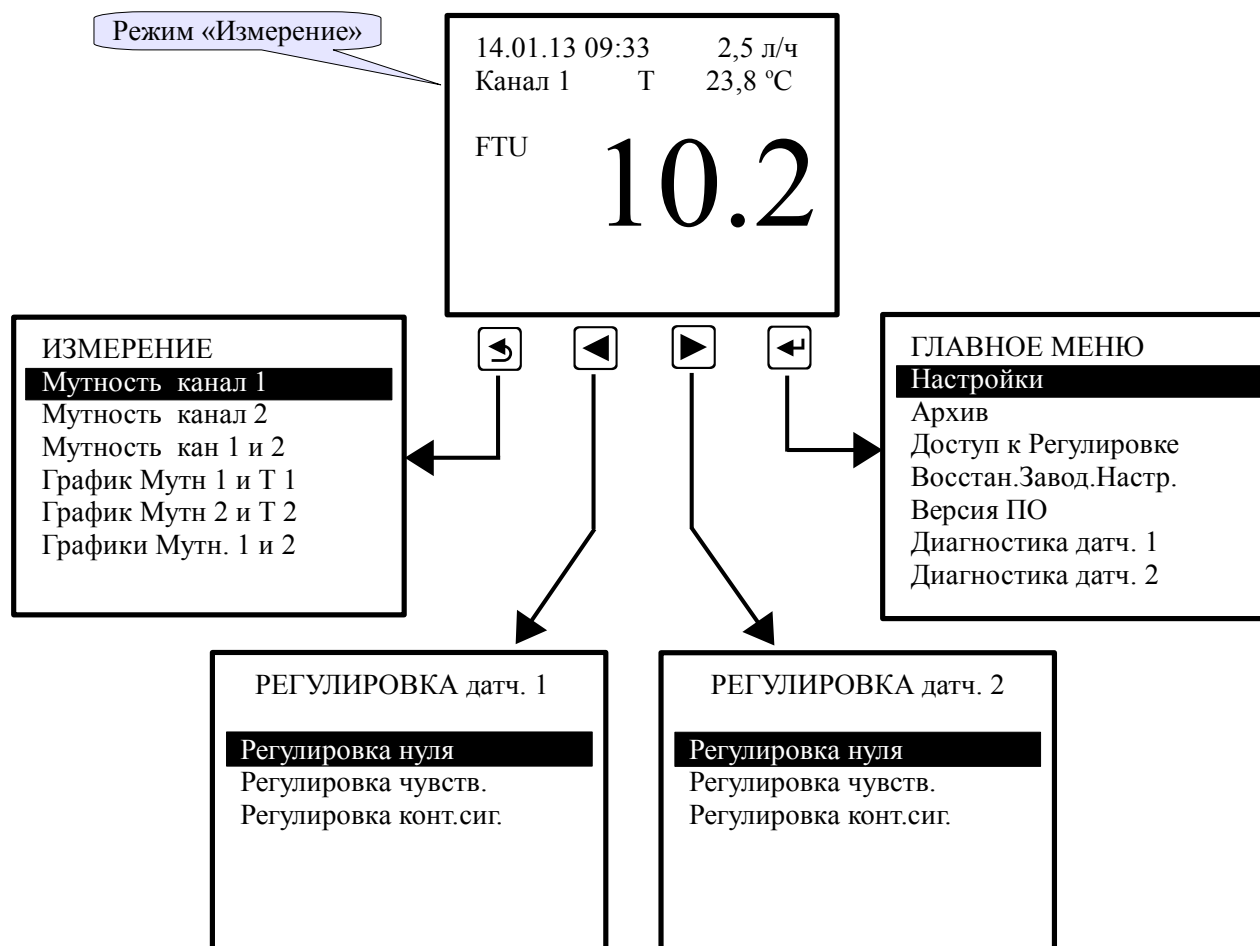 Режим «Измерение»
14.01.13 09:33 2,5 л/ч
Канал 1 Т 23,8 °С
FTU 10.2
ИЗМЕРЕНИЕ
Мутность канал 1
Мутность канал 2
Мутность кан 1 и 2
График Мутн 1 и Т 1
График Мутн 2 и Т 2
Графики Мутн. 1 и 2
ГЛАВНОЕ МЕНЮ
Настройки
Архив
Доступ к Регулировке
Восстан.Завод.Настр.
Версия ПО
Диагностика датч. 1
Диагностика датч. 2
РЕГУЛИРОВКА датч. 1
Регулировка нуля
Регулировка чувств.
Регулировка конт.сиг.
РЕГУЛИРОВКА датч. 2
Регулировка нуля
Регулировка чувств.
Регулировка конт.сиг.